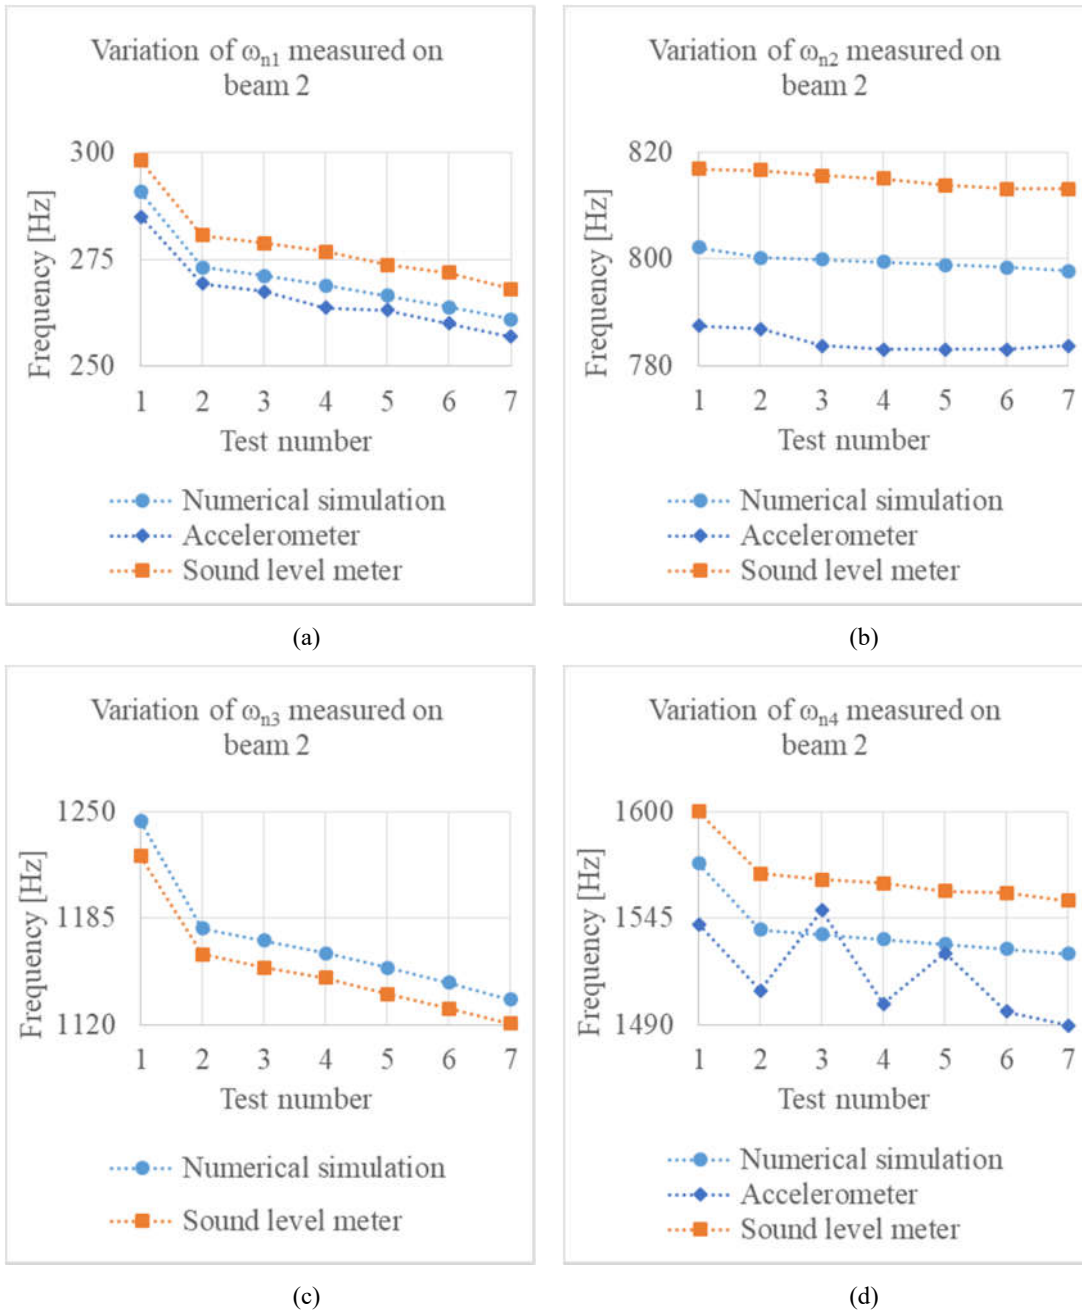 Variation of ωn1 measured on
beam 2
Frequency [Hz]
300
275
250
1 2 3 4 5 6 7
Test number
Numerical simulation
Accelerometer
Sound level meter
(a)
Variation of ωn2 measured on
beam 2
Frequency [Hz]
820
800
780
1 2 3 4 5 6 7
Test number
Numerical simulation
Accelerometer
Sound level meter
(b)
Variation of ωn3 measured on
beam 2
Frequency [Hz]
1250
1185
1120
1 2 3 4 5 6 7
Test number
Numerical simulation
Sound level meter
(c)
Variation of ωn4 measured on
beam 2
Frequency [Hz]
1600
1545
1490
1 2 3 4 5 6 7
Test number
Numerical simulation
Accelerometer
Sound level meter
(d)